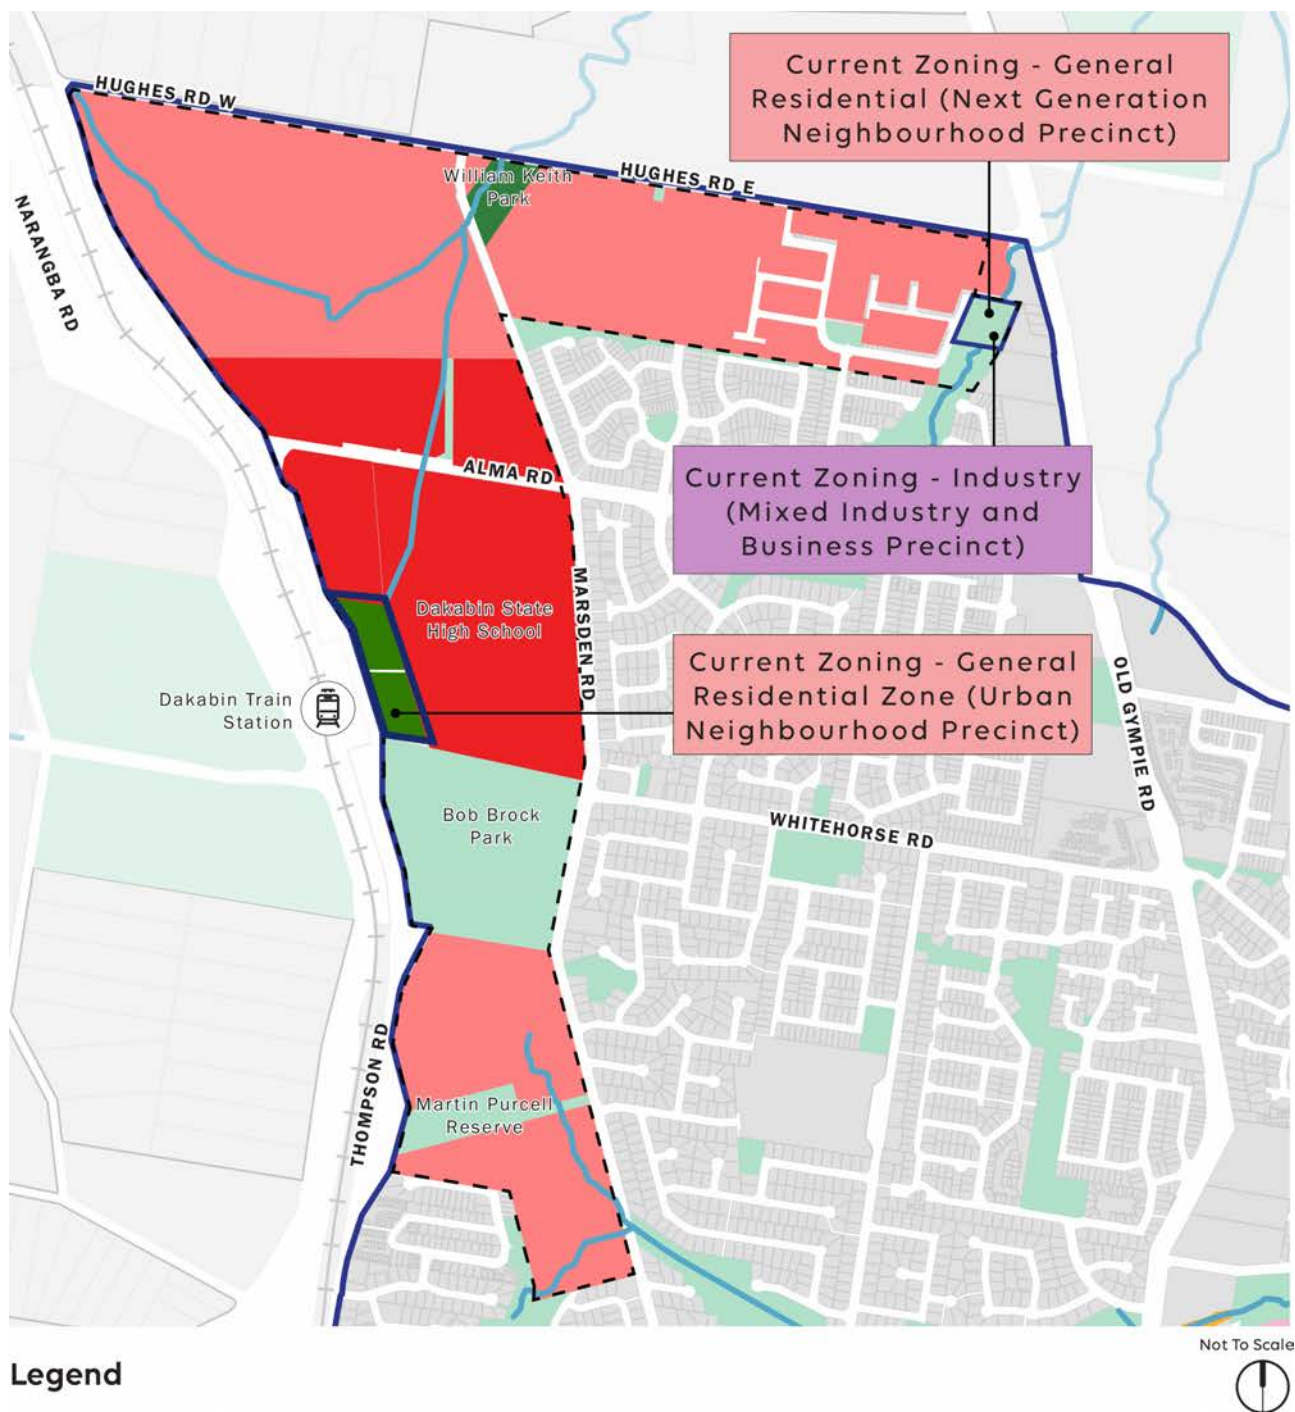 Current Zoning - General
Residential (Next Generation
Neighbourhood Precinct)
HUGHES RD W
HUGHES RD E
William Keith
Park
NARANGBA RD
ALMA RD
Current Zoning - Industry
(Mixed Industry and
Business Precinct)
Dakabin State
High School
MARSDEN RD
Current Zoning - General
Residential Zone (Urban
Neighbourhood Precinct)
Dakabin Train
Station
OLD GYMPIE RD
Bob Brock
Park
WHITEHORSE RD
THOMPSON RD
Martin Purcell
Reserve
Not To Scale
Legend